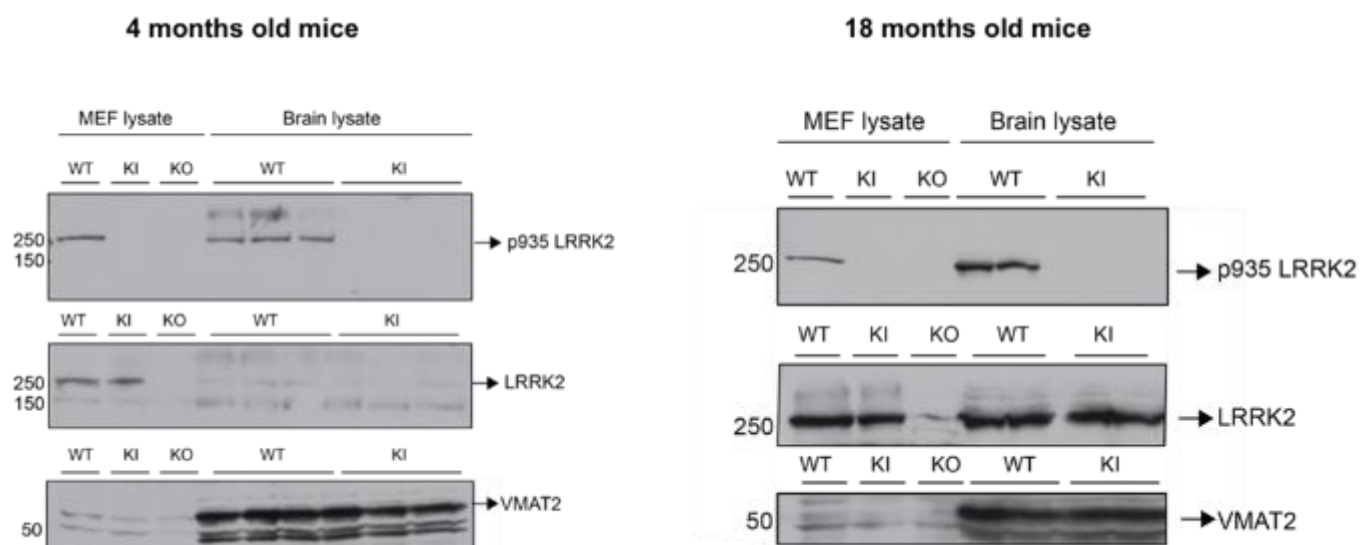 4 months old mice
MEF lysate Brain lysate
WT KI KO WT KI
250
150
p935 LRRK2
WT KI KO WT KI
250
150
LRRK2
WT KI KO WT KI
50
VMAT2
18 months old mice
MEF lysate Brain lysate
WT KI KO WT KI
250
p935 LRRK2
WT KI KO WT KI
250
LRRK2
WT KI KO WT KI
50
VMAT2